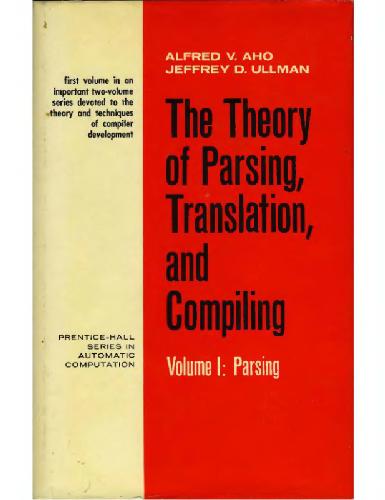 ALFRED V. AHO
JEFFREY D. ULLMAN
first volume in an
important two-volume
series devoted to the
theory and techniques
of compiler
development
The Theory
of Parsing,
Translation,
and
Compiling
Volume I: Parsing
PRENTICE-HALL
SERIES IN
AUTOMATIC
COMPUTATION